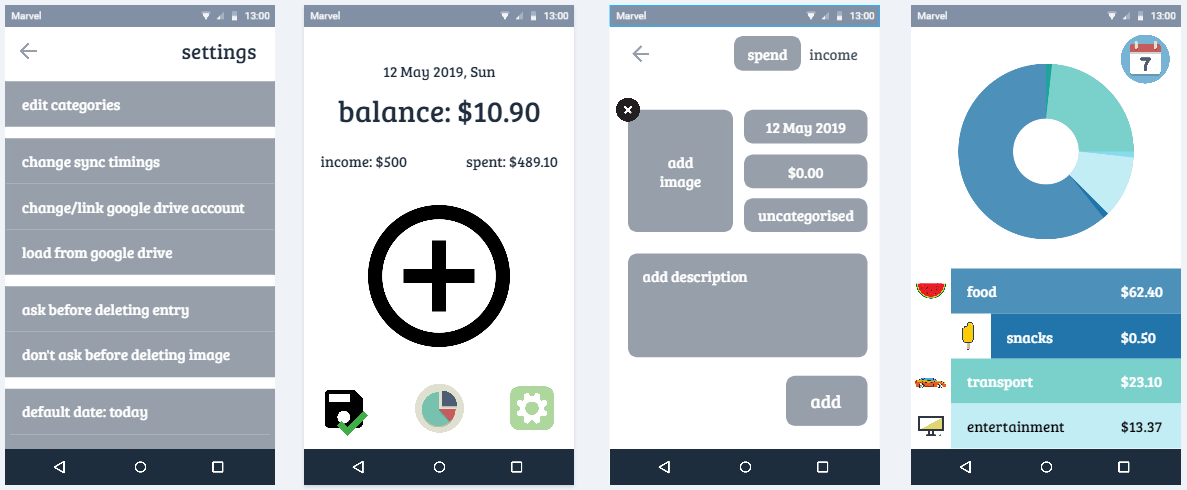 Marvel 13:00
settings
edit categories
change sync timings
change/link google drive account
load from google drive
ask before deleting entry
don't ask before deleting image
default date: today
Marvel 13:00
12 May 2019, Sun
balance: $10.90
income: $500 spent: $489.10
Marvel 13:00
spend income
add
image
12 May 2019
$0.00
uncategorised
add description
add
Marvel 13:00
7
food $62.40
snacks $0.50
transport $23.10
entertainment $13.37